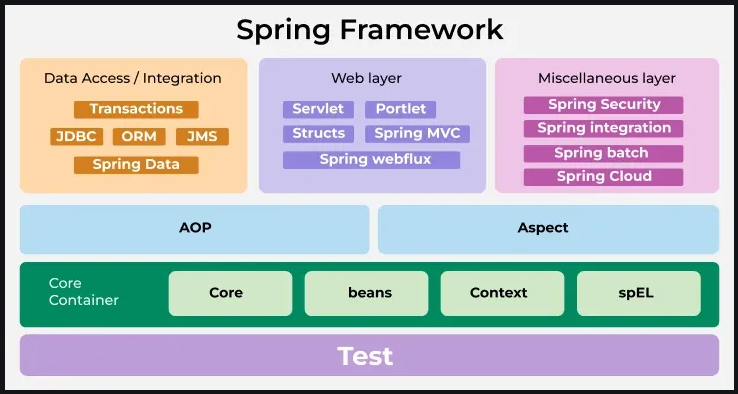 Spring Framework
Data Access / Integration
Transactions
JDBC ORM JMS
Spring Data
Web layer
Servlet Portlet
Structs Spring MVC
Spring webflux
Miscellaneous layer
Spring Security
Spring integration
Spring batch
Spring Cloud
AOP Aspect
Core
Container
Core beans Context spEL
Test